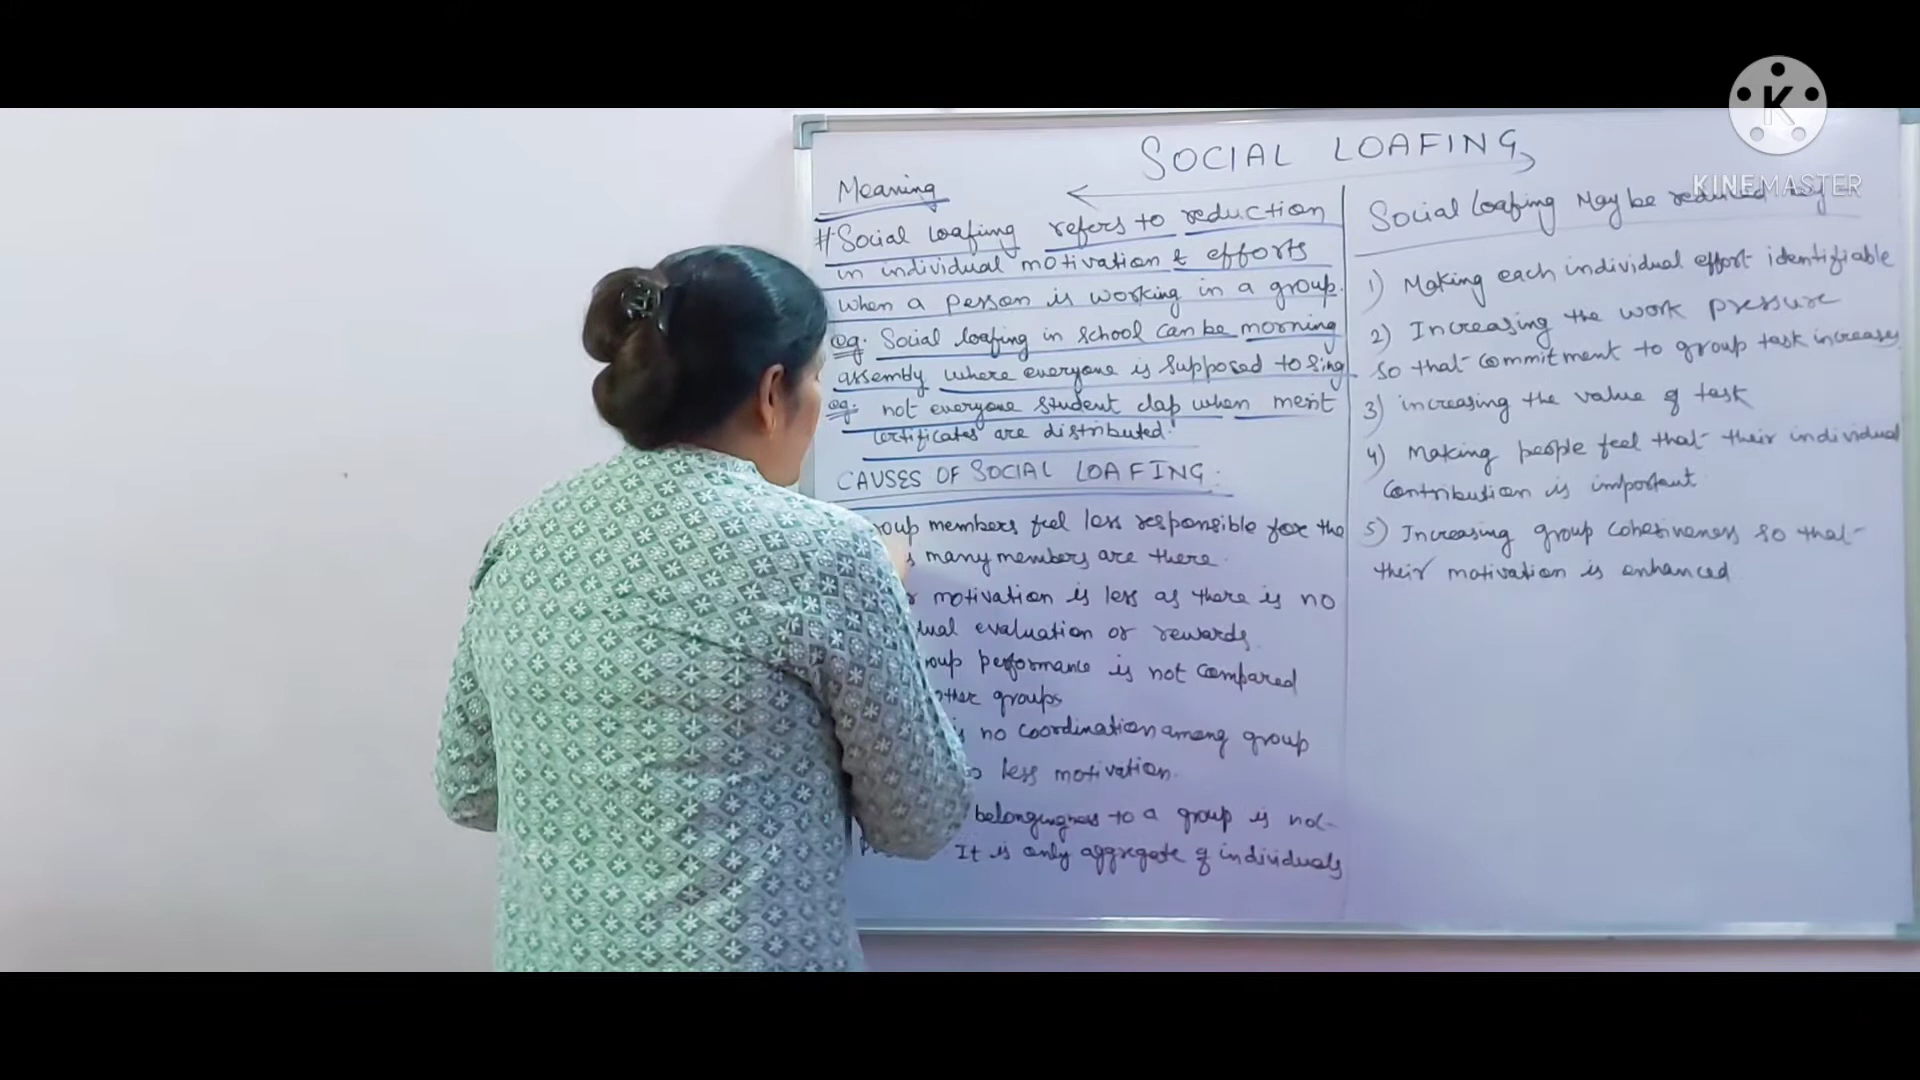 SOCIAL LOAFING
Meaning
# Social loafing refers to reduction
in individual motivation & efforts
when a person is working in a group.
eg. Social loafing in school can be morning
assembly where everyone is supposed to sing
eg. not everyone student clap when merit
certificates are distributed.
CAUSES OF SOCIAL LOAFING
members feel less responsible for the
many members are there.
motivation is less as there is no
evaluation or rewards.
performance is not compared
groups
no coordination among group
less motivation.
belongingness to a group is not
It is only aggregate of individuals
Social loafing May be reduced by
1) Making each individual effort identifiable
2) Increasing the work pressure
so that commitment to group task increases
3) increasing the value of task
4) Making people feel that their individual
contribution is important
5) Increasing group cohesiveness so that
their motivation is enhanced
K
KINEMASTER